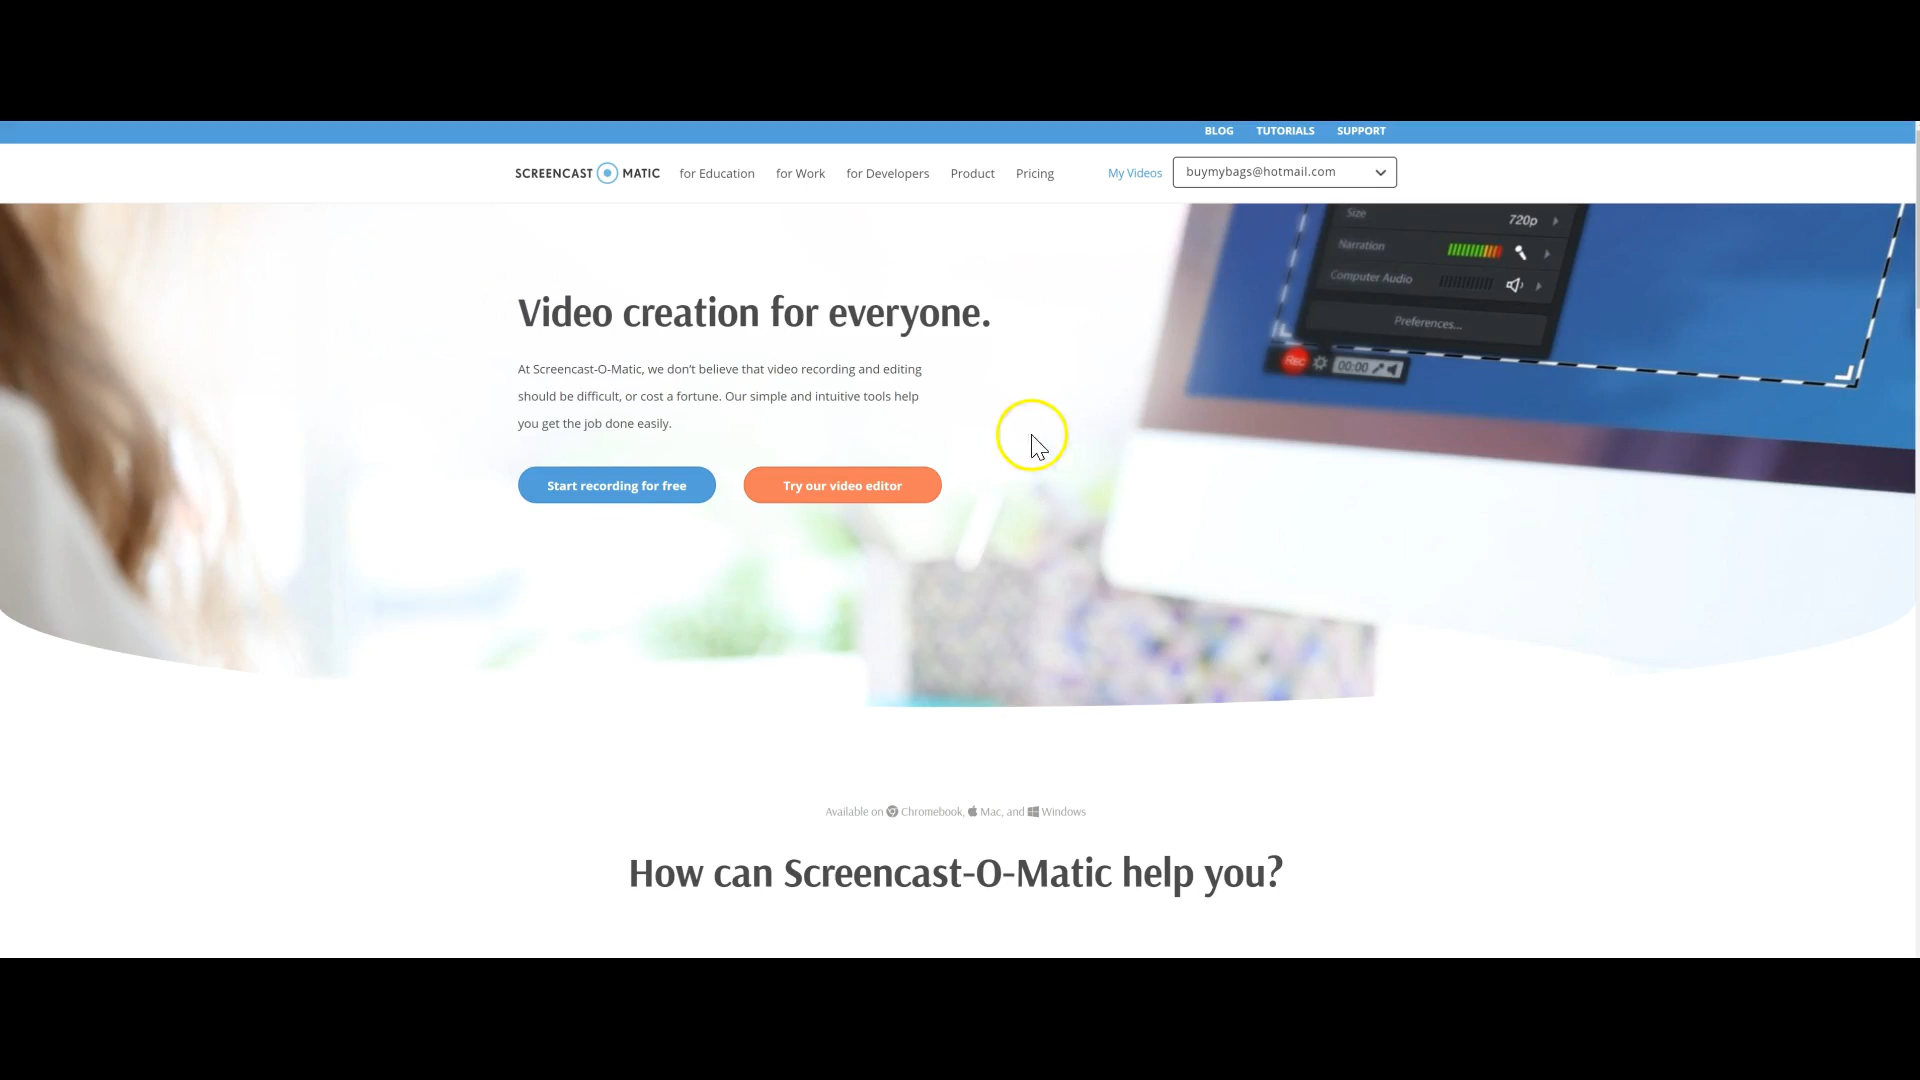 BLOG TUTORIALS SUPPORT
SCREENCAST O MATIC for Education for Work for Developers Product Pricing My Videos buymybags@hotmail.com
Size 720p
Narration
Computer Audio
Preferences...
Rec 00:00
Video creation for everyone.
At Screencast-O-Matic, we don't believe that video recording and editing
should be difficult, or cost a fortune. Our simple and intuitive tools help
you get the job done easily.
Start recording for free Try our video editor
Available on Chromebook, Mac, and Windows
How can Screencast-O-Matic help you?